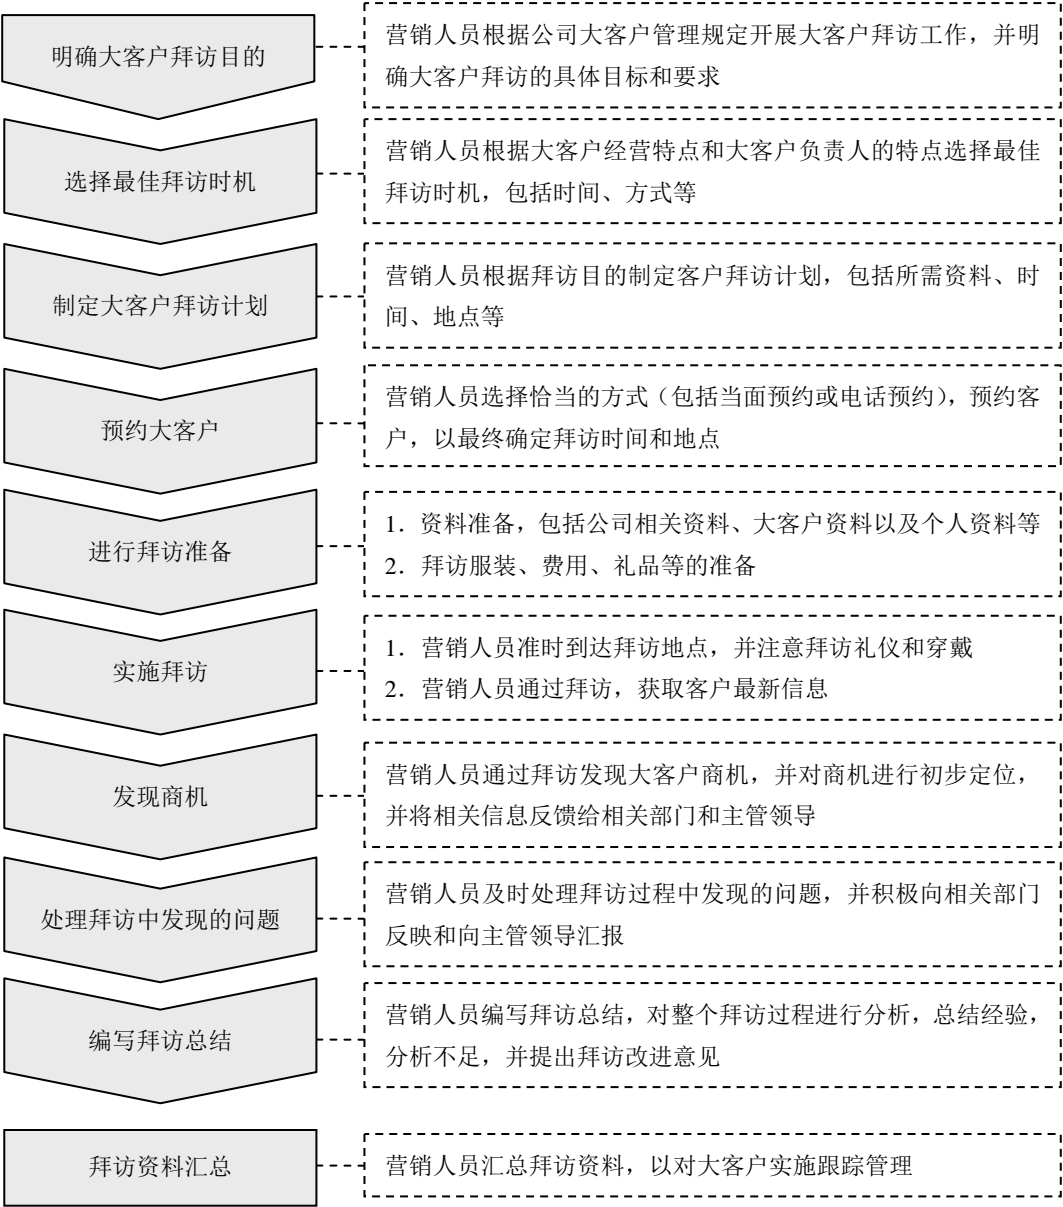 明确大客户拜访目的
营销人员根据公司大客户管理规定开展大客户拜访工作，并明
确大客户拜访的具体目标和要求
选择最佳拜访时机
营销人员根据大客户经营特点和大客户负责人的特点选择最佳
拜访时机，包括时间、方式等
制定大客户拜访计划
营销人员根据拜访目的制定客户拜访计划，包括所需资料、时
间、地点等
预约大客户
营销人员选择恰当的方式（包括当面预约或电话预约），预约客
户，以最终确定拜访时间和地点
进行拜访准备
1．资料准备，包括公司相关资料、大客户资料以及个人资料等
2．拜访服装、费用、礼品等的准备
实施拜访
1．营销人员准时到达拜访地点，并注意拜访礼仪和穿戴
2．营销人员通过拜访，获取客户最新信息
发现商机
营销人员通过拜访发现大客户商机，并对商机进行初步定位，
并将相关信息反馈给相关部门和主管领导
处理拜访中发现的问题
营销人员及时处理拜访过程中发现的问题，并积极向相关部门
反映和向主管领导汇报
编写拜访总结
营销人员编写拜访总结，对整个拜访过程进行分析，总结经验，
分析不足，并提出拜访改进意见
拜访资料汇总
营销人员汇总拜访资料，以对大客户实施跟踪管理